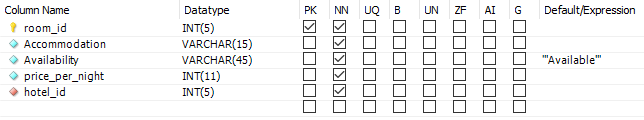 Column Name Datatype PK NN UQ B UN ZF AI G Default/Expression
room_id INT(5)
Accommodation VARCHAR(15)
Availability VARCHAR(45) '"Available"'
price_per_night INT(11)
hotel_id INT(5)